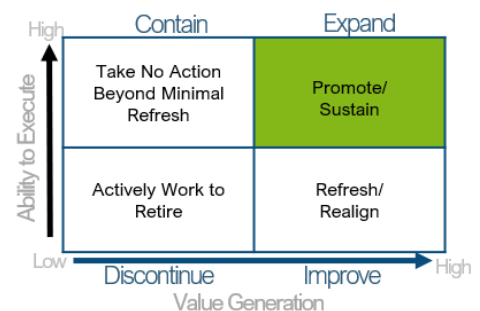 High
Contain
Expand
Take No Action
Beyond Minimal
Refresh
Promote/
Sustain
Ability to Execute
Actively Work to
Retire
Refresh/
Realign
Low
High
Discontinue
Improve
Value Generation